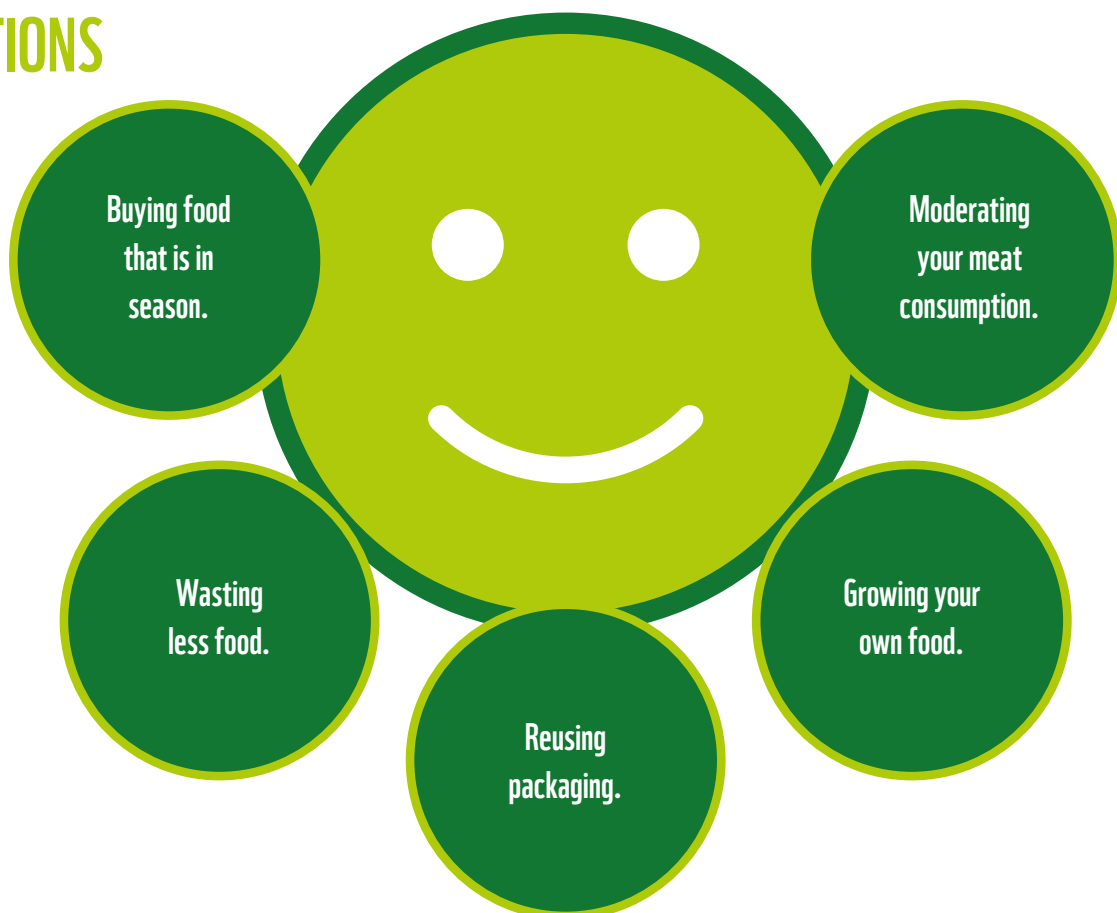 TIONS
Buying food
that is in
season.
Moderating
your meat
consumption.
Wasting
less food.
Growing your
own food.
Reusing
packaging.